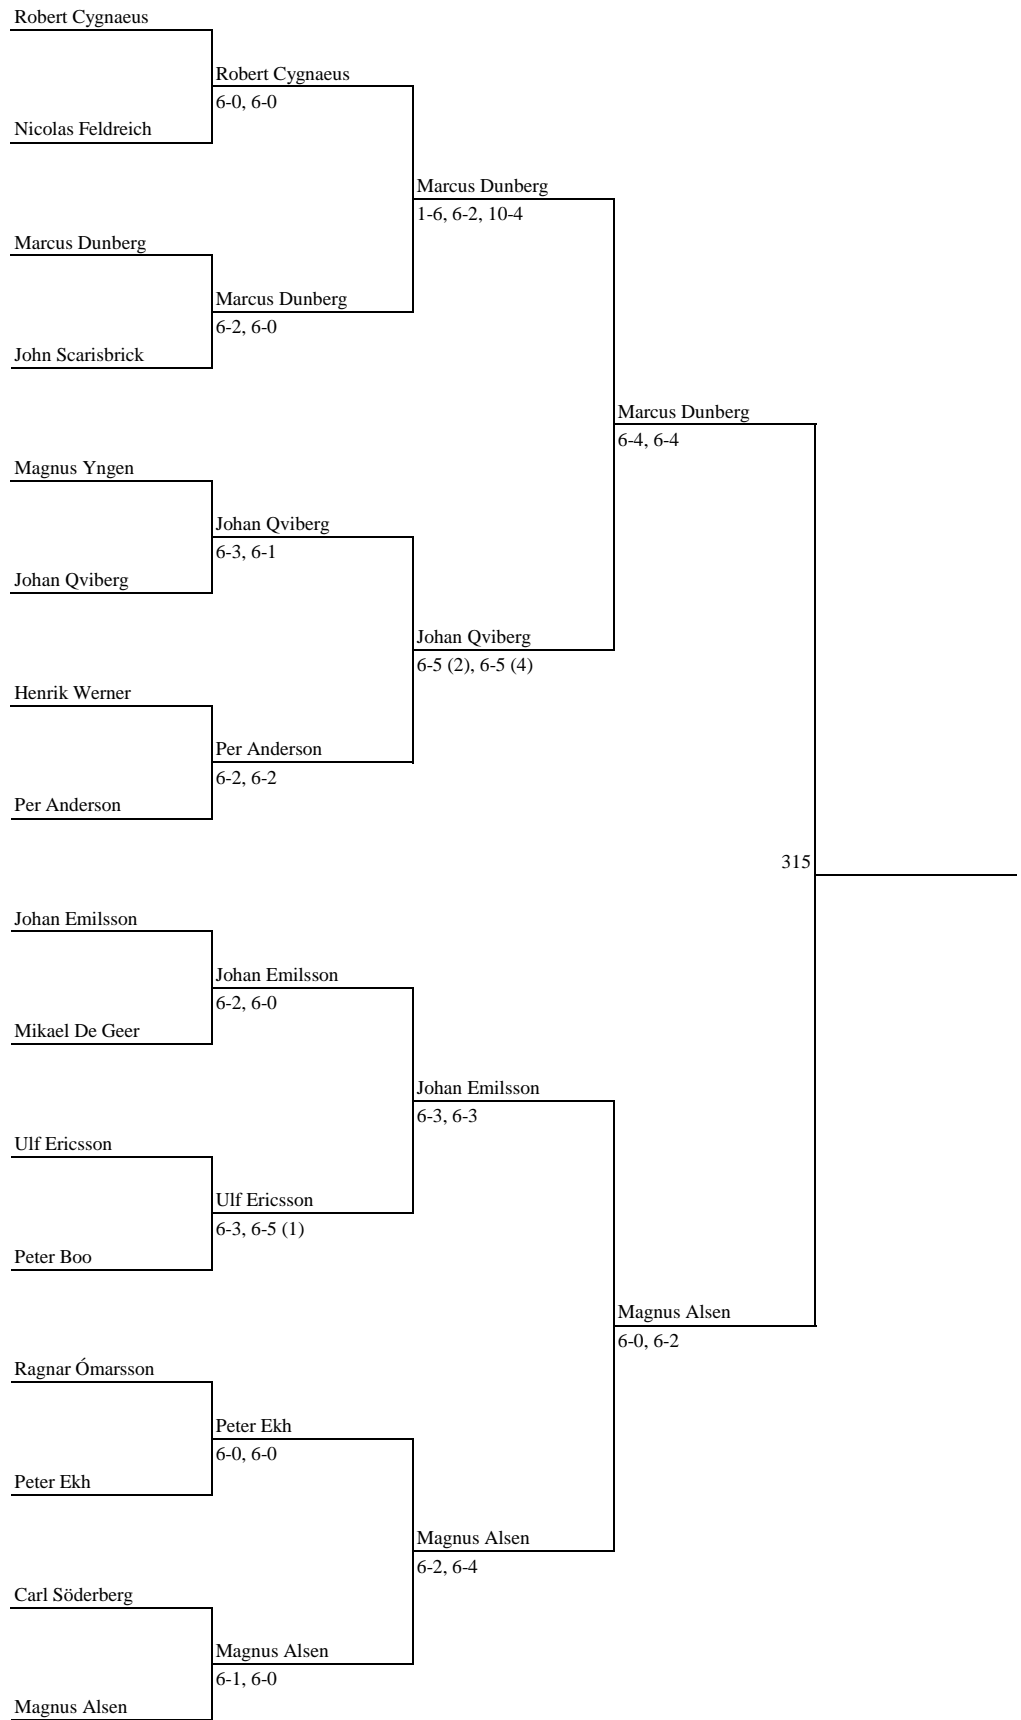 Robert Cygnaeus
Robert Cygnaeus
6-0, 6-0
Nicolas Feldreich
Marcus Dunberg
1-6, 6-2, 10-4
Marcus Dunberg
Marcus Dunberg
6-2, 6-0
John Scarisbrick
Marcus Dunberg
6-4, 6-4
Magnus Yngen
Johan Qviberg
6-3, 6-1
Johan Qviberg
Johan Qviberg
6-5 (2), 6-5 (4)
Henrik Werner
Per Anderson
6-2, 6-2
Per Anderson
315
Johan Emilsson
Johan Emilsson
6-2, 6-0
Mikael De Geer
Johan Emilsson
6-3, 6-3
Ulf Ericsson
Ulf Ericsson
6-3, 6-5 (1)
Peter Boo
Magnus Alsen
6-0, 6-2
Ragnar Ómarsson
Peter Ekh
6-0, 6-0
Peter Ekh
Magnus Alsen
6-2, 6-4
Carl Söderberg
Magnus Alsen
6-1, 6-0
Magnus Alsen